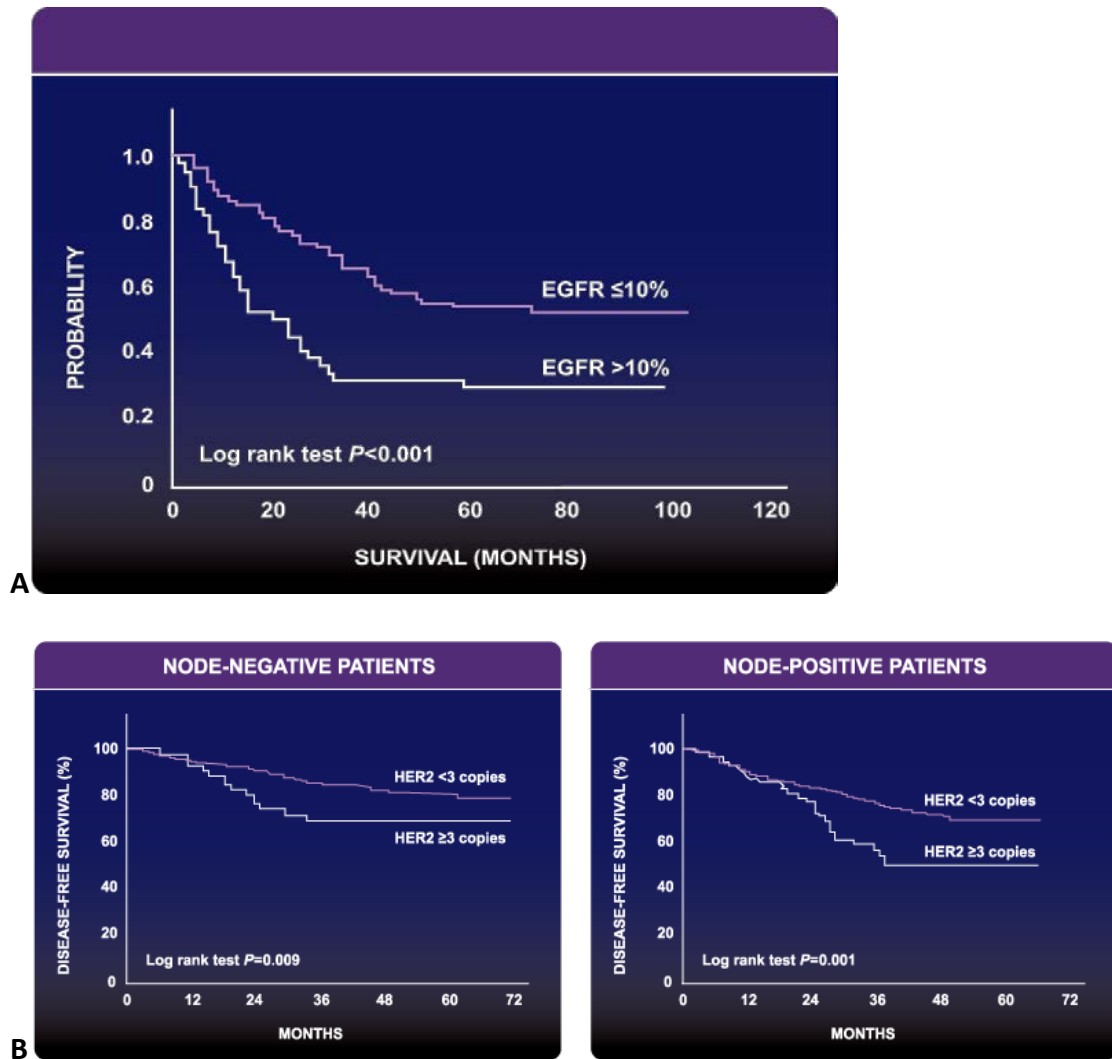 1.0
0.8
0.6
0.4
0.2
0
PROBABILITY
EGFR ≤10%
EGFR >10%
Log rank test P<0.001
0 20 40 60 80 100 120
SURVIVAL (MONTHS)
A
NODE-NEGATIVE PATIENTS
100
80
60
40
20
0
DISEASE-FREE SURVIVAL (%)
HER2 <3 copies
HER2 ≥3 copies
Log rank test P=0.009
0 12 24 36 48 60 72
MONTHS
NODE-POSITIVE PATIENTS
100
80
60
40
20
0
DISEASE-FREE SURVIVAL (%)
HER2 <3 copies
HER2 ≥3 copies
Log rank test P=0.001
0 12 24 36 48 60 72
MONTHS
B